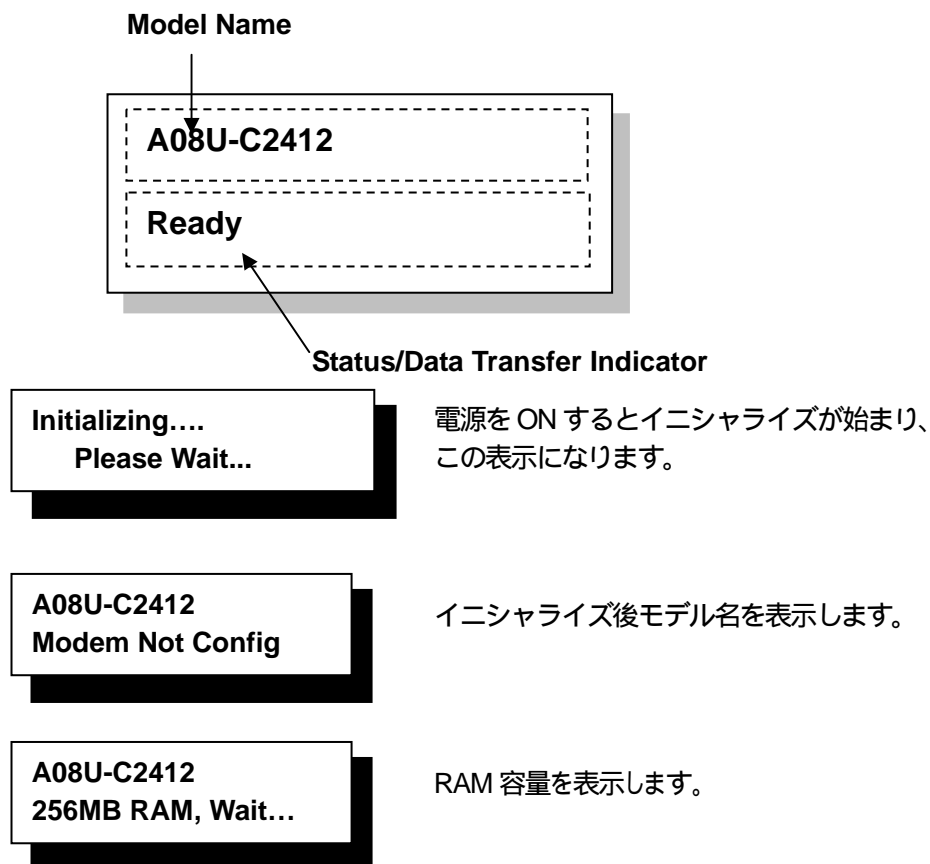 Model Name
A08U-C2412
Ready
Status/Data Transfer Indicator
Initializing....
Please Wait...
電源を ON するとイニシャライズが始まり、
この表示になります。
A08U-C2412
Modem Not Config
イニシャライズ後モデル名を表示します。
A08U-C2412
256MB RAM, Wait…
RAM 容量を表示します。